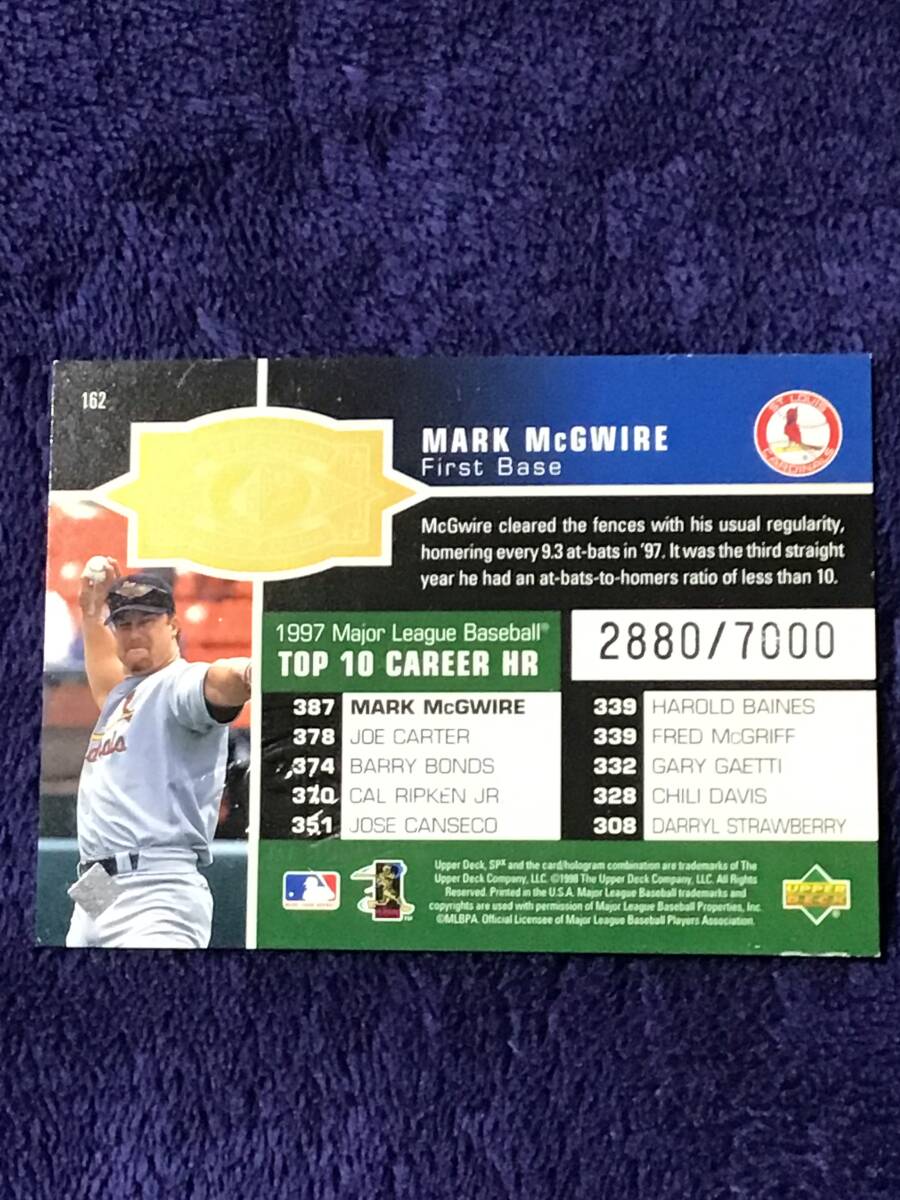 162
MARK McGWIRE
First Base
ST. LOUIS
CARDINALS
McGwire cleared the fences with his usual regularity,
homering every 9.3 at-bats in '97. It was the third straight
year he had an at-bats-to-homers ratio of less than 10.
1997 Major League Baseball®
TOP 10 CAREER HR
2880/7000
387 MARK McGWIRE
378 JOE CARTER
374 BARRY BONDS
370 CAL RIPKEN JR
351 JOSE CANSECO
339 HAROLD BAINES
339 FRED McGRIFF
332 GARY GAETTI
328 CHILI DAVIS
308 DARRYL STRAWBERRY
Upper Deck, SPx and the card/hologram combination are trademarks of The
Upper Deck Company, LLC. ©1998 The Upper Deck Company, LLC. All Rights
Reserved. Printed in the U.S.A. Major League Baseball trademarks and
copyrights are used with permission of Major League Baseball Properties, Inc.
©MLBPA. Official Licensee of Major League Baseball Players Association.
UPPER
DECK